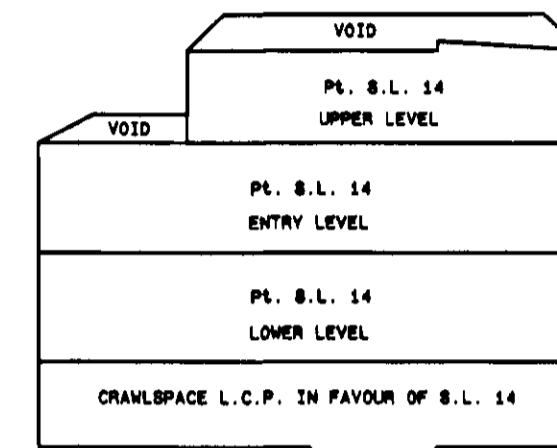 VOID
Pt. S.L. 14
UPPER LEVEL
VOID
Pt. S.L. 14
ENTRY LEVEL
Pt. S.L. 14
LOWER LEVEL
CRAWLSPACE L.C.P. IN FAVOUR OF S.L. 14